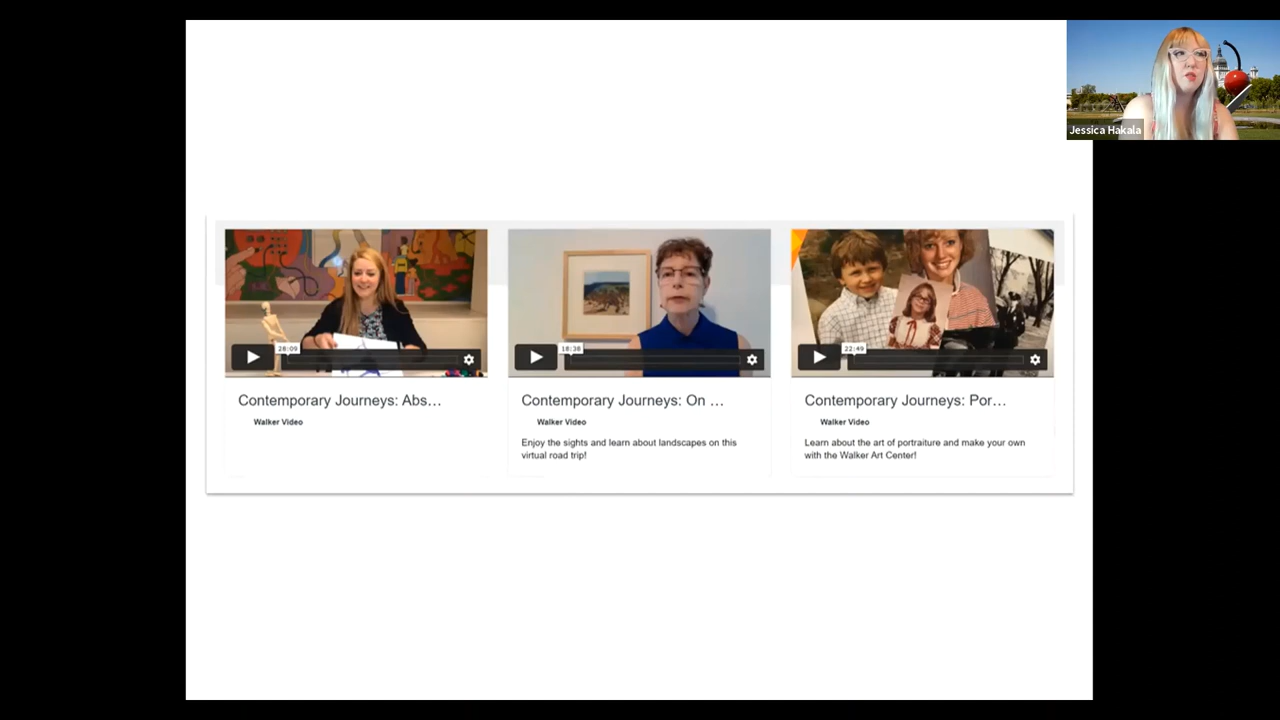 Jessica Hakala
28:09
18:38
22:49
Contemporary Journeys: Abs…
Walker Video
Contemporary Journeys: On …
Walker Video
Enjoy the sights and learn about landscapes on this
virtual road trip!
Contemporary Journeys: Por…
Walker Video
Learn about the art of portraiture and make your own
with the Walker Art Center!